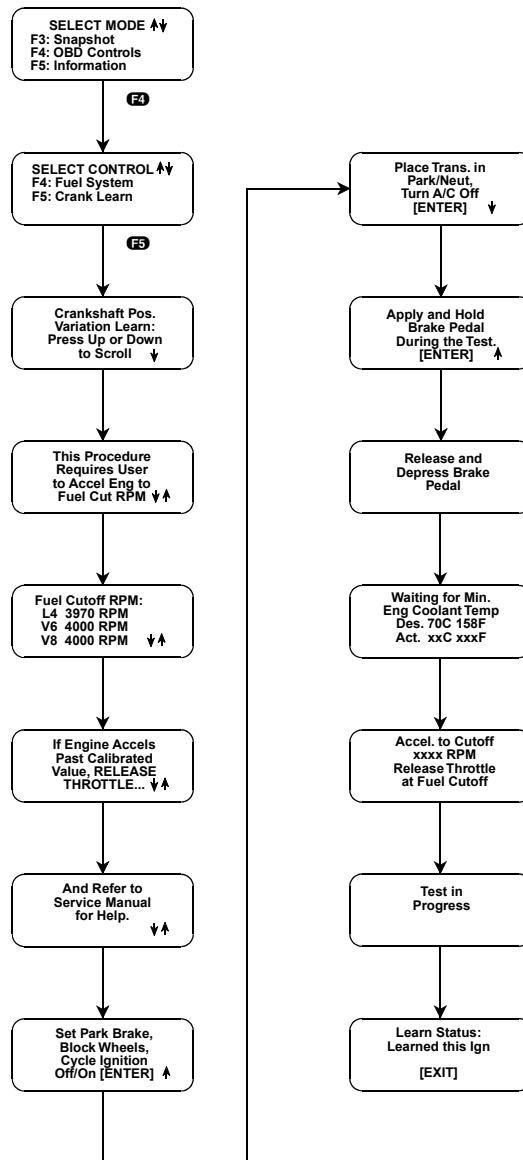 SELECT MODE
F3: Snapshot
F4: OBD Controls
F5: Information
F4
SELECT CONTROL
F4: Fuel System
F5: Crank Learn
F5
Crankshaft Pos.
Variation Learn:
Press Up or Down
to Scroll
This Procedure
Requires User
to Accel Eng to
Fuel Cut RPM
Fuel Cutoff RPM:
L4 3970 RPM
V6 4000 RPM
V8 4000 RPM
If Engine Accels
Past Calibrated
Value, RELEASE
THROTTLE...
And Refer to
Service Manual
for Help.
Set Park Brake,
Block Wheels,
Cycle Ignition
Off/On [ENTER]
Place Trans. in
Park/Neut,
Turn A/C Off
[ENTER]
Apply and Hold
Brake Pedal
During the Test.
[ENTER]
Release and
Depress Brake
Pedal
Waiting for Min.
Eng Coolant Temp
Des. 70C 158F
Act. xxC xxxF
Accel. to Cutoff
xxxx RPM
Release Throttle
at Fuel Cutoff
Test in
Progress
Learn Status:
Learned this Ign
[EXIT]